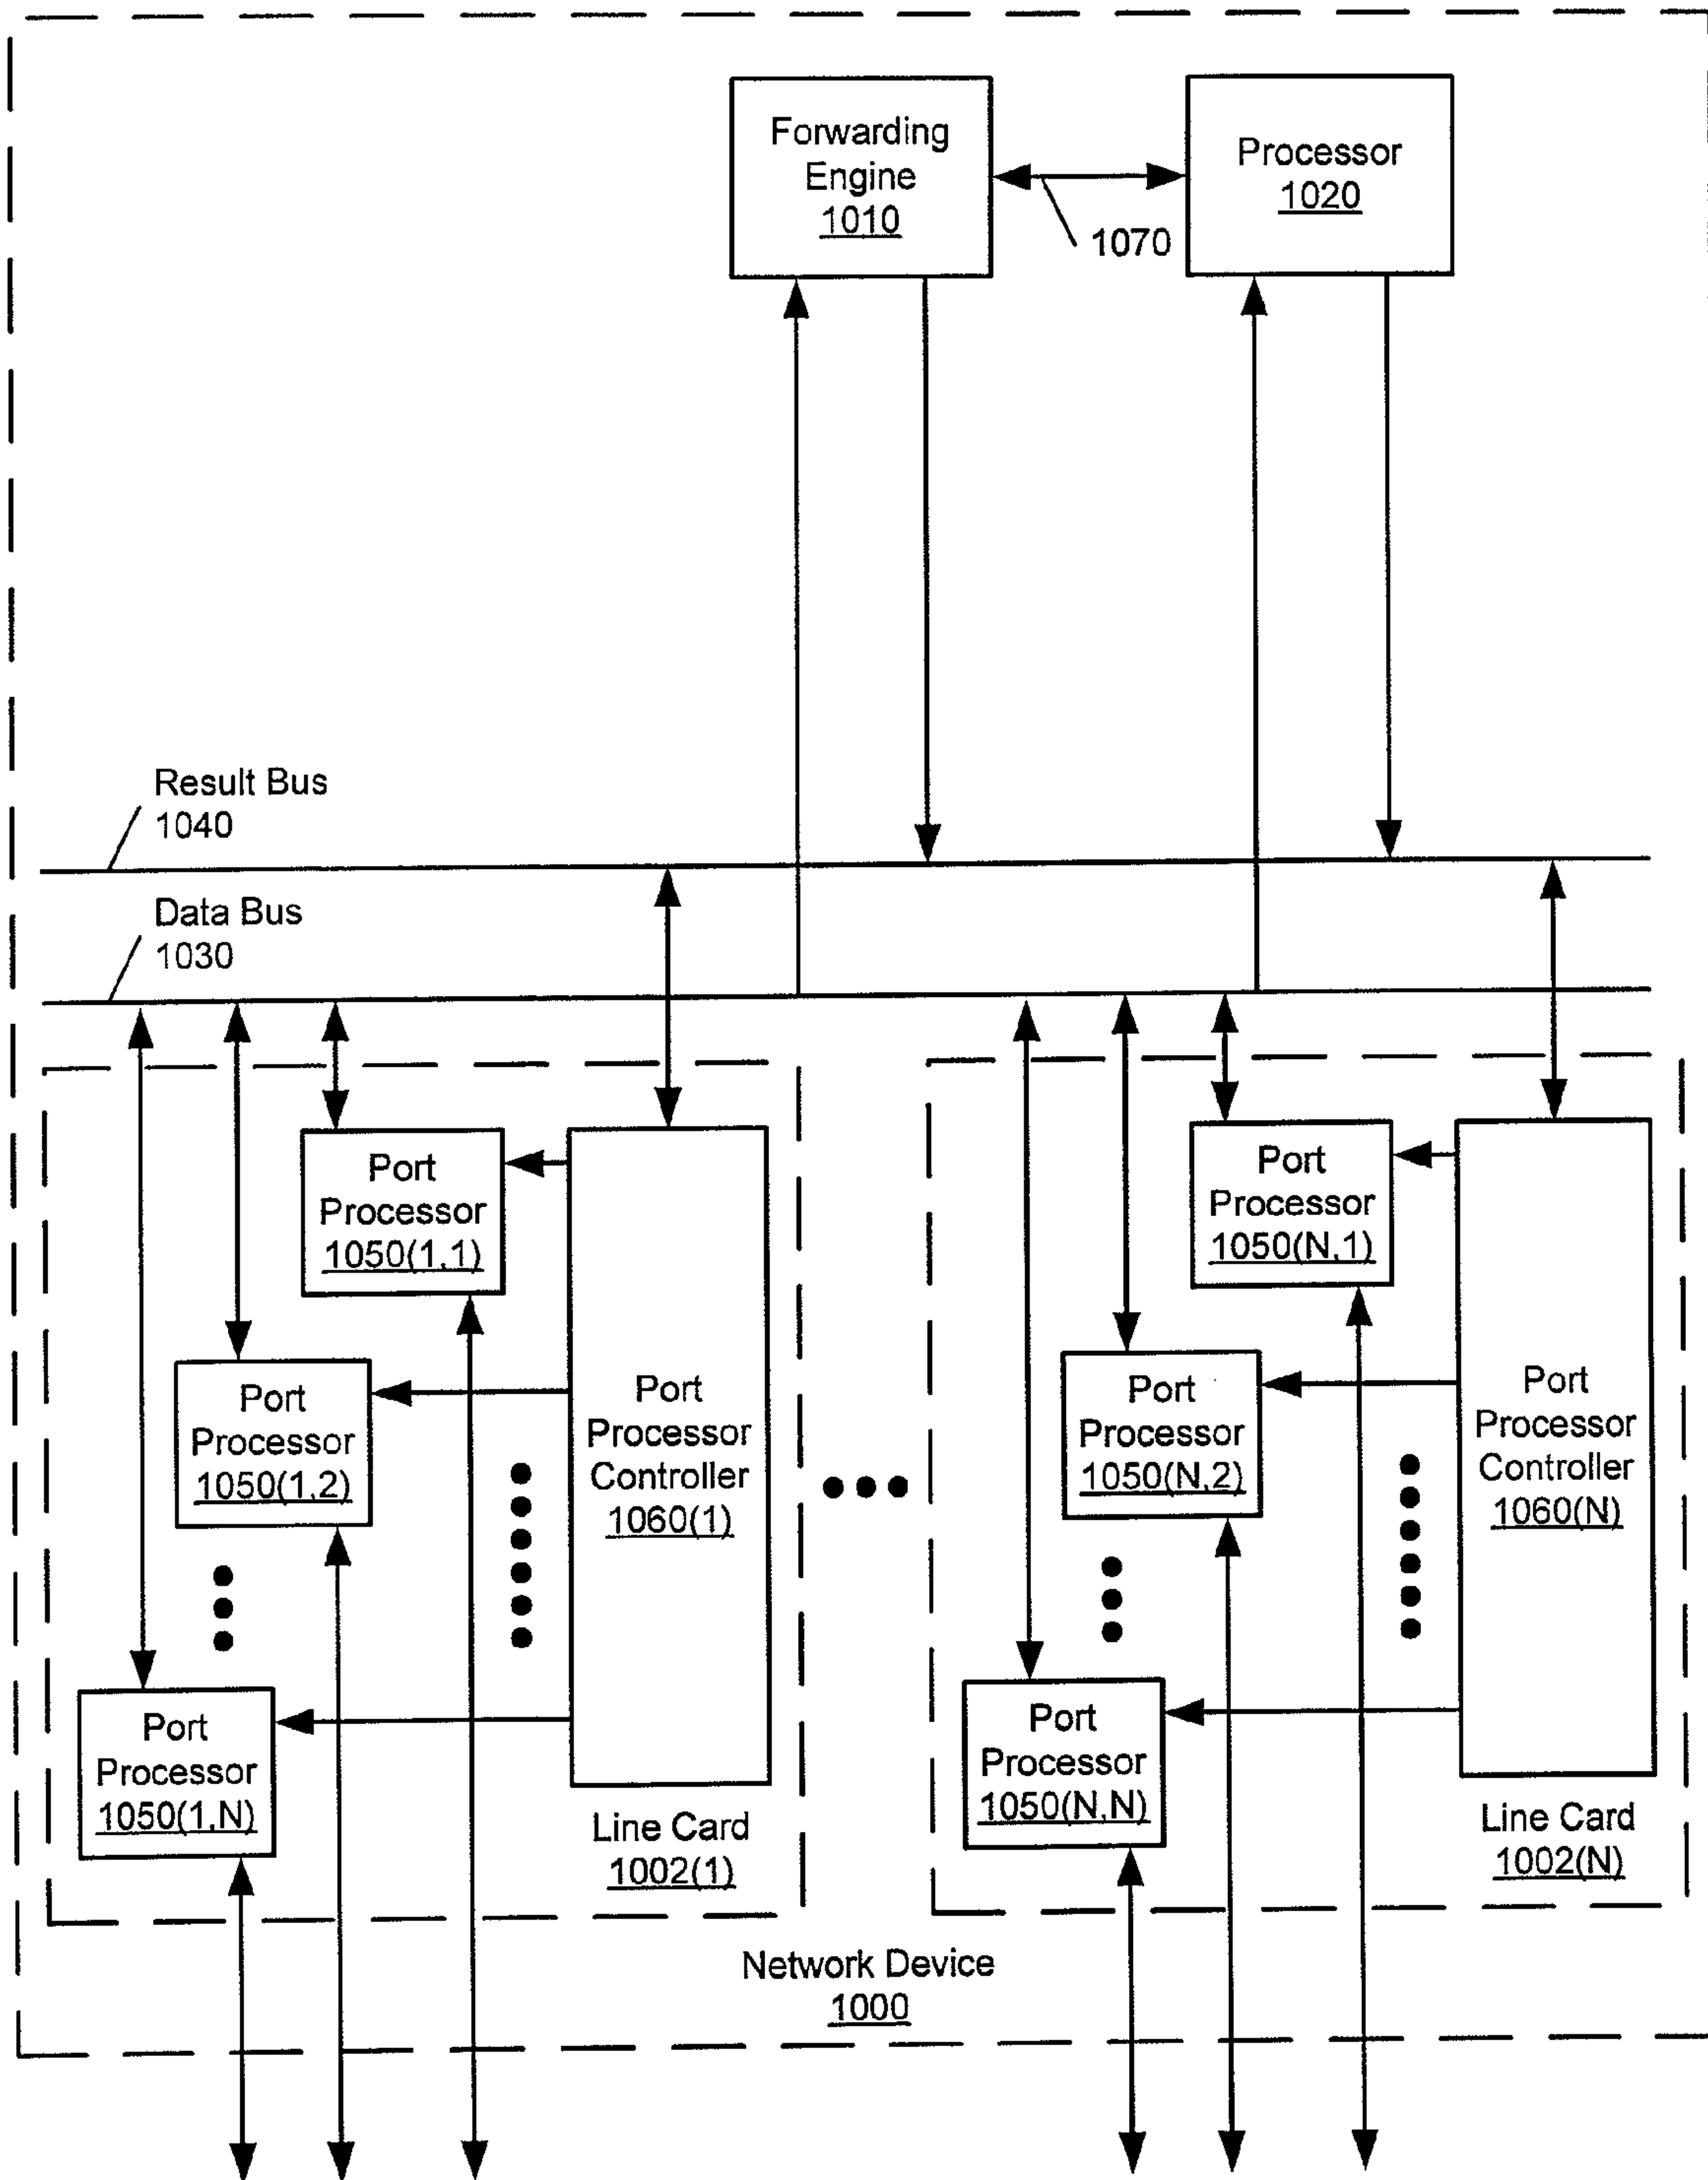 Forwarding
Engine
1010
Processor
1020
1070
Result Bus
1040
Data Bus
1030
Port
Processor
1050(1,1)
Port
Processor
1050(1,2)
Port
Processor
1050(1,N)
Port
Processor
Controller
1060(1)
Line Card
1002(1)
Port
Processor
1050(N,1)
Port
Processor
1050(N,2)
Port
Processor
1050(N,N)
Port
Processor
Controller
1060(N)
Line Card
1002(N)
Network Device
1000